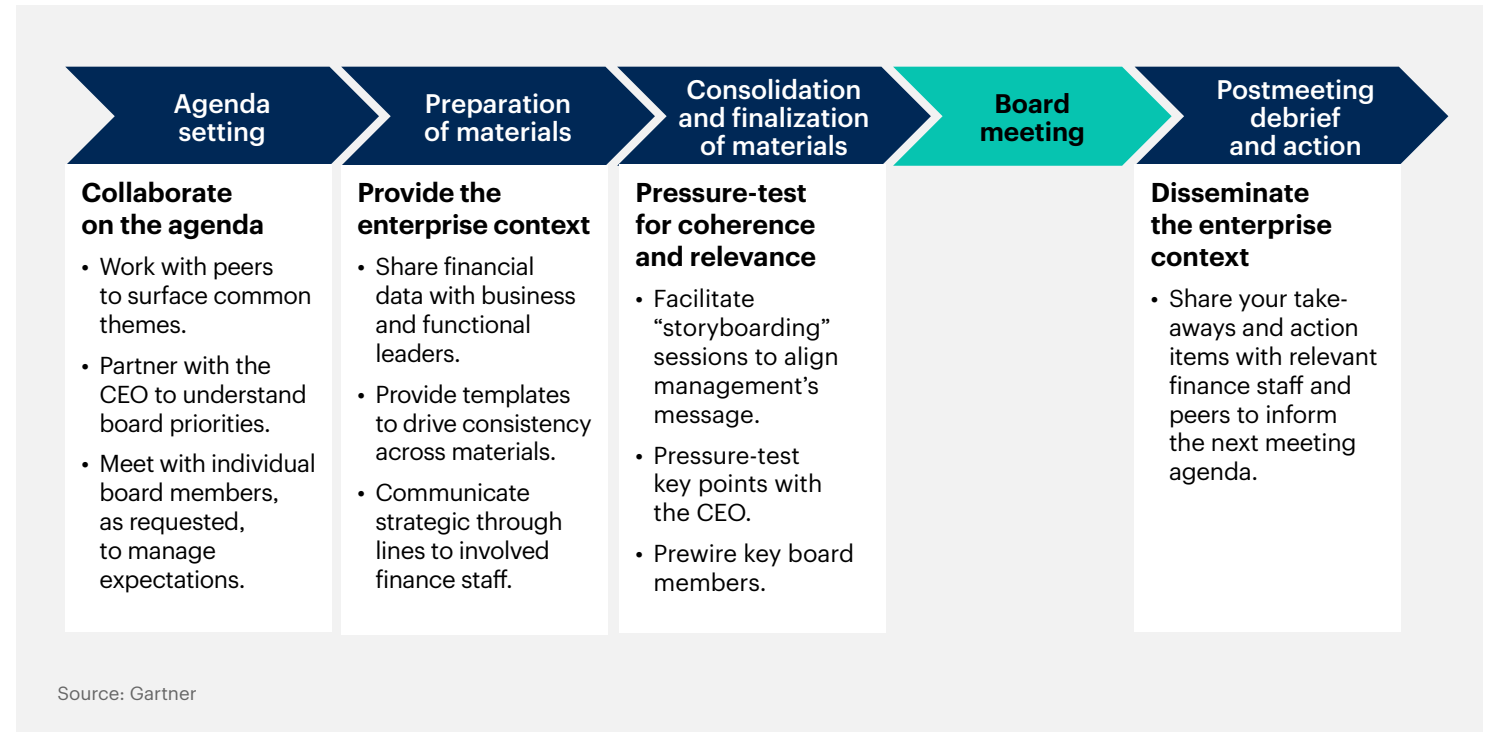 Agenda
setting
Preparation
of materials
Consolidation
and finalization
of materials
Board
meeting
Postmeeting
debrief
and action
Collaborate
on the agenda
• Work with peers
to surface common
themes.
• Partner with the
CEO to understand
board priorities.
• Meet with individual
board members,
as requested,
to manage
expectations.
Provide the
enterprise context
• Share financial
data with business
and functional
leaders.
• Provide templates
to drive consistency
across materials.
• Communicate
strategic through
lines to involved
finance staff.
Pressure-test
for coherence
and relevance
• Facilitate
“storyboarding”
sessions to align
management’s
message.
• Pressure-test
key points with
the CEO.
• Prewire key board
members.
Disseminate
the enterprise
context
• Share your take-
aways and action
items with relevant
finance staff and
peers to inform
the next meeting
agenda.
Source: Gartner